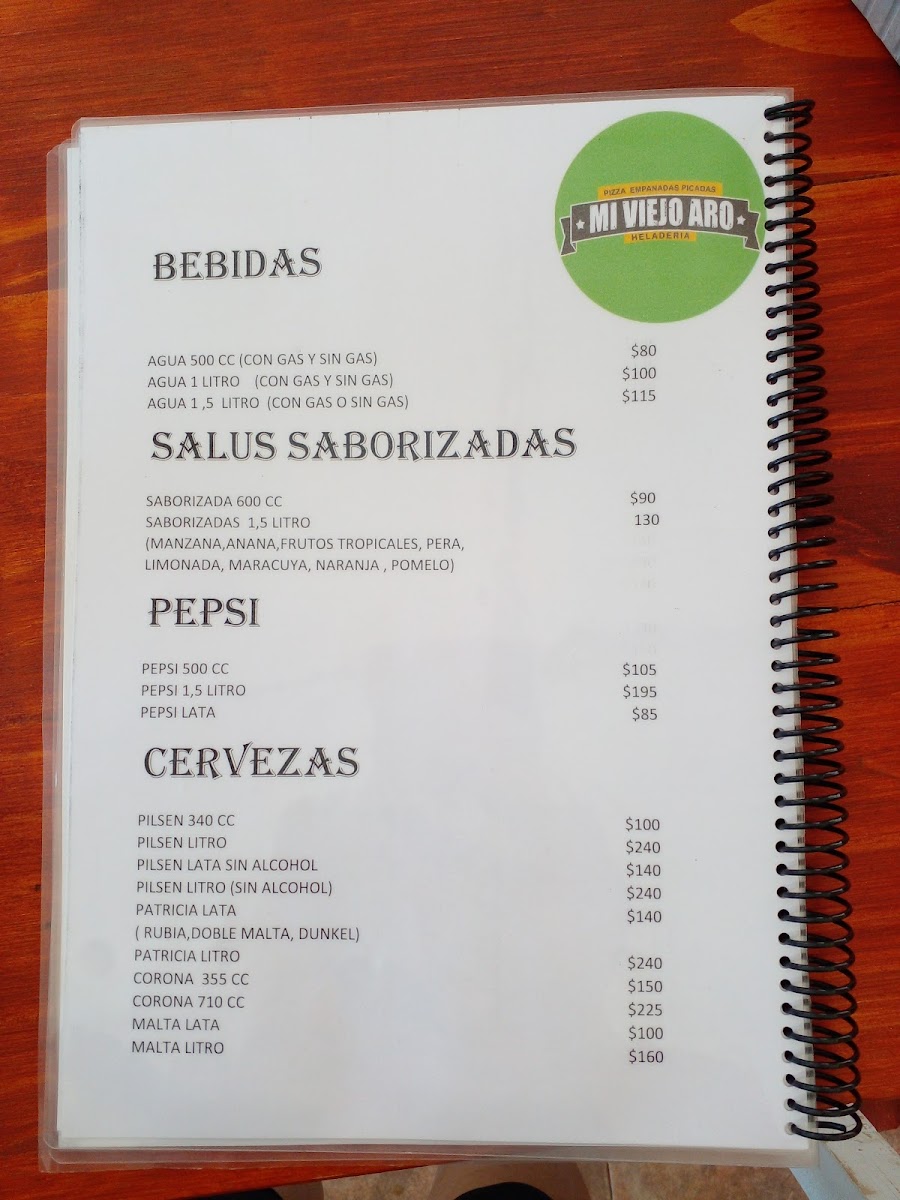 PIZZA EMPANADAS PICADAS
MI VIEJO ARO
HELADERIA
BEBIDAS
AGUA 500 CC (CON GAS Y SIN GAS) $80
AGUA 1 LITRO (CON GAS Y SIN GAS) $100
AGUA 1 ,5 LITRO (CON GAS O SIN GAS) $115
SALUS SABORIZADAS
SABORIZADA 600 CC $90
SABORIZADAS 1,5 LITRO 130
(MANZANA,ANANA,FRUTOS TROPICALES, PERA,
LIMONADA, MARACUYA, NARANJA , POMELO)
PEPSI
PEPSI 500 CC $105
PEPSI 1,5 LITRO $195
PEPSI LATA $85
CERVEZAS
PILSEN 340 CC $100
PILSEN LITRO $240
PILSEN LATA SIN ALCOHOL $140
PILSEN LITRO (SIN ALCOHOL) $240
PATRICIA LATA $140
( RUBIA,DOBLE MALTA, DUNKEL)
PATRICIA LITRO $240
CORONA 355 CC $150
CORONA 710 CC $225
MALTA LATA $100
MALTA LITRO $160